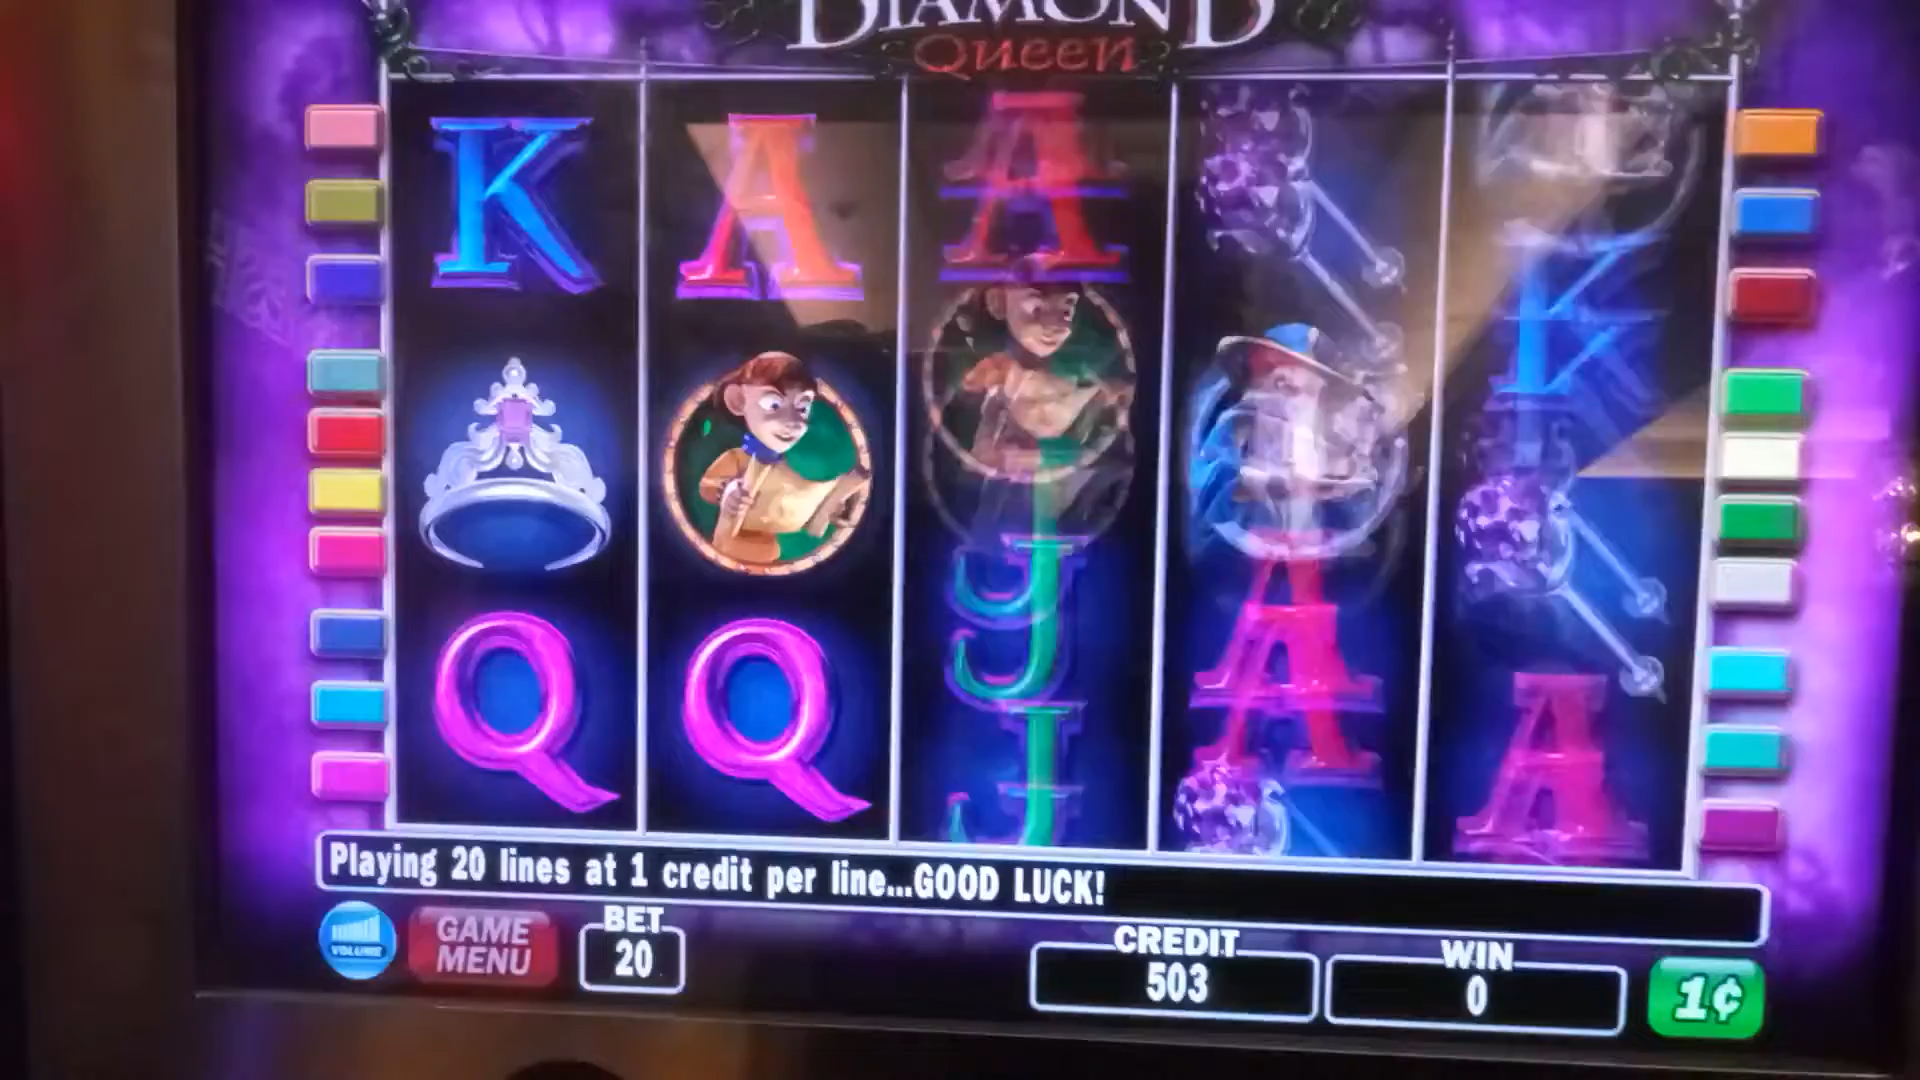 DIAMOND
Queen
K A A
K
Q Q J A A
J
Playing 20 lines at 1 credit per line...GOOD LUCK!
VOLUME
GAME MENU
BET
20
CREDIT
503
WIN
0
1¢